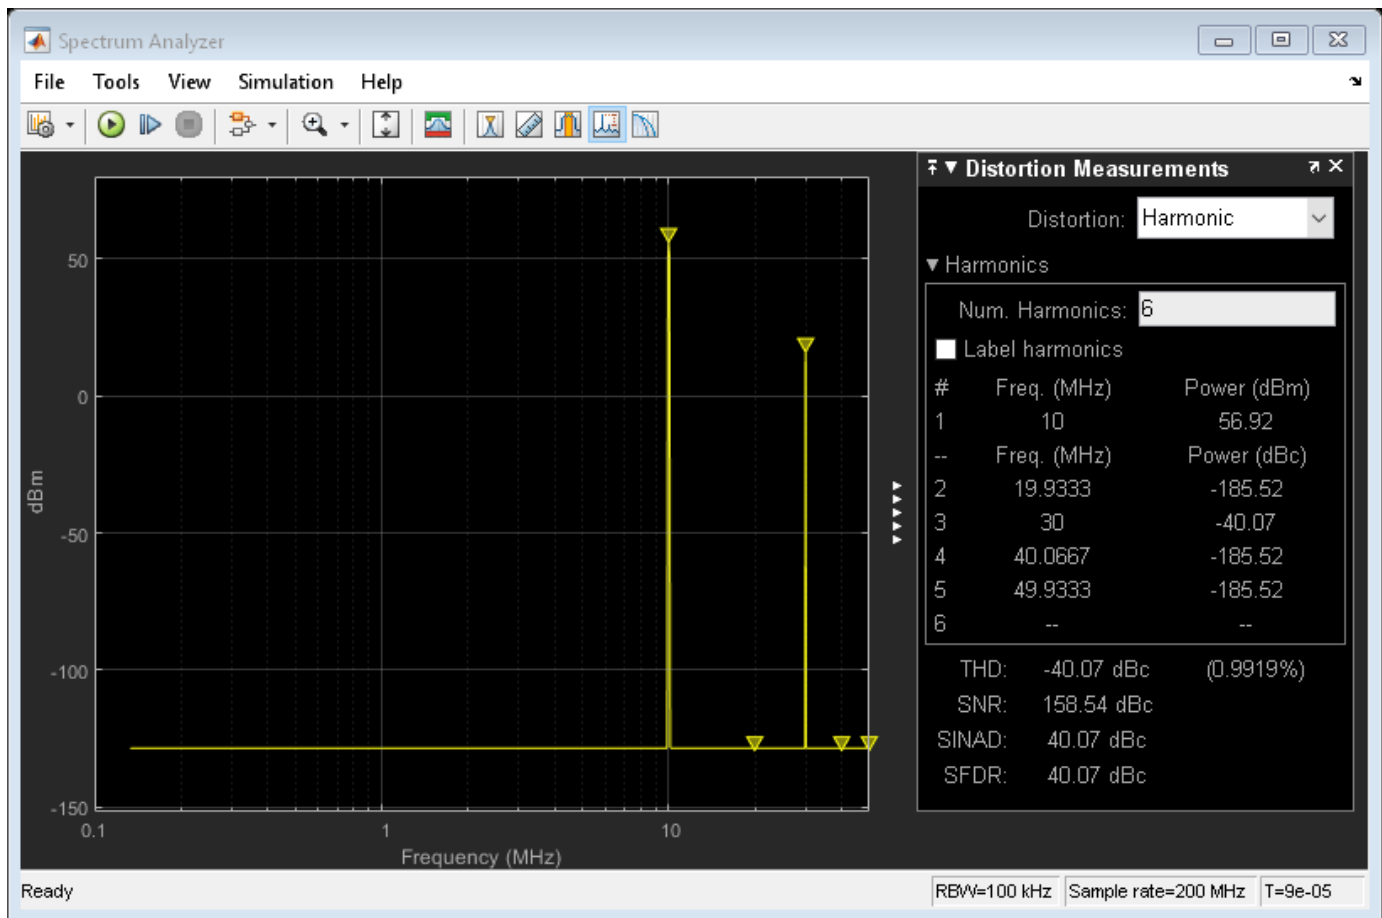 Spectrum Analyzer
File Tools View Simulation Help
Distortion Measurements
Distortion: Harmonic
Harmonics
Num. Harmonics: 6
Label harmonics
# Freq. (MHz) Power (dBm)
1 10 56.92
-- Freq. (MHz) Power (dBc)
2 19.9333 -185.52
3 30 -40.07
4 40.0667 -185.52
5 49.9333 -185.52
6 -- --
THD: -40.07 dBc (0.9919%)
SNR: 158.54 dBc
SINAD: 40.07 dBc
SFDR: 40.07 dBc
50
0
-50
-100
-150
dBm
0.1 1 10
Frequency (MHz)
Ready RBW=100 kHz Sample rate=200 MHz T=9e-05